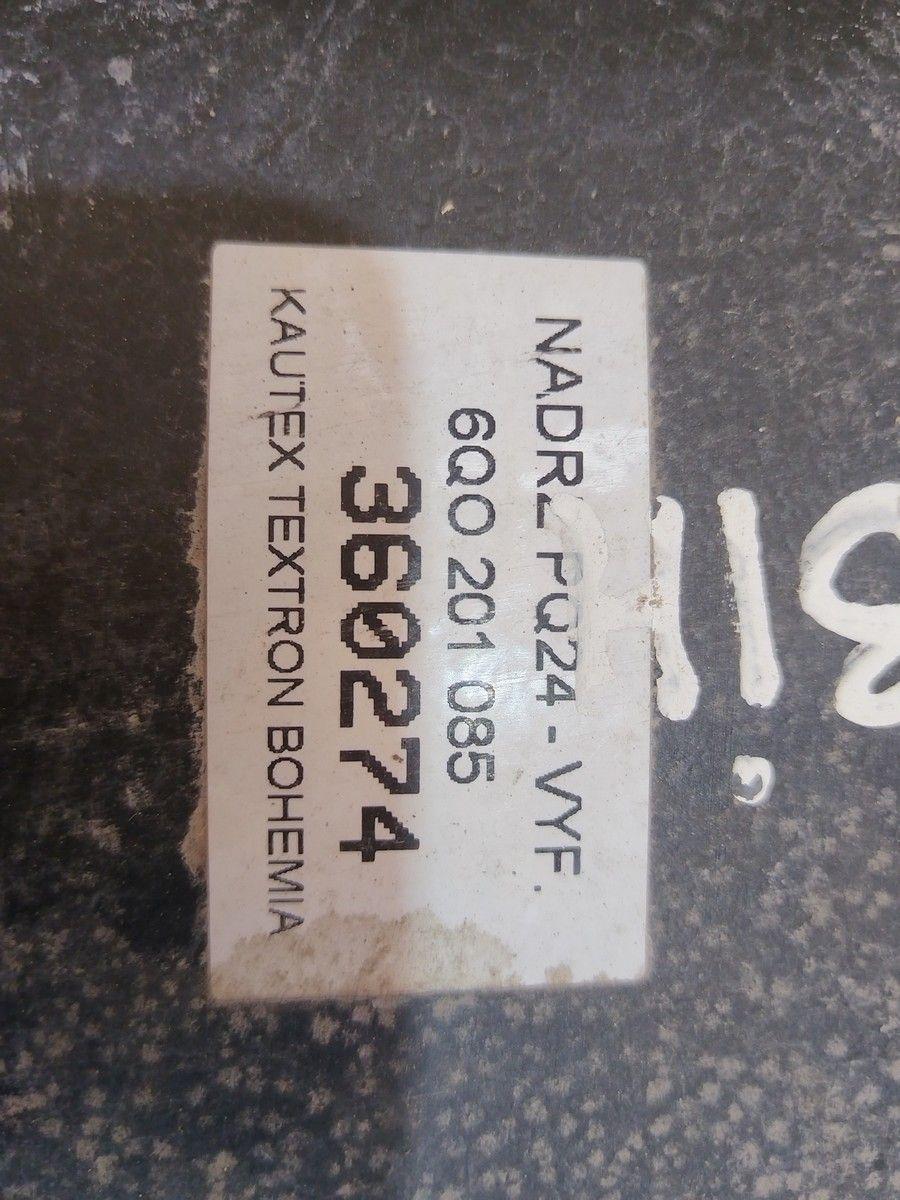 NADRZ PQ24 - VYF.
6Q0 201 085
360274
KAUTEX TEXTRON BOHEMIA